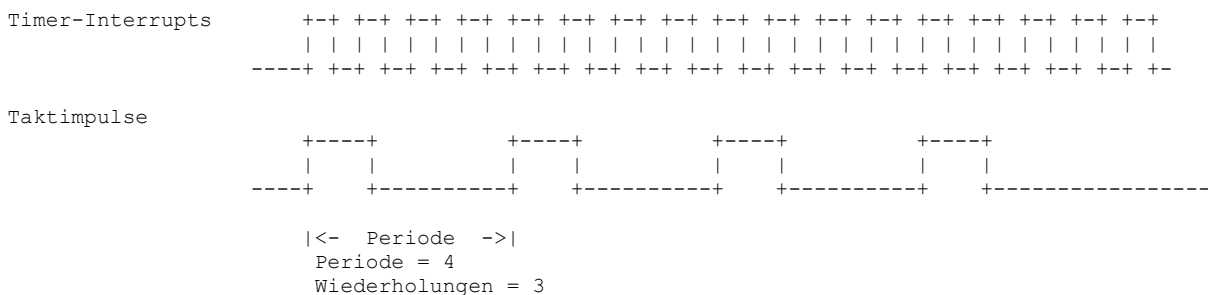 Timer-Interrupts
Taktimpulse
|<- Periode ->|
Periode = 4
Wiederholungen = 3